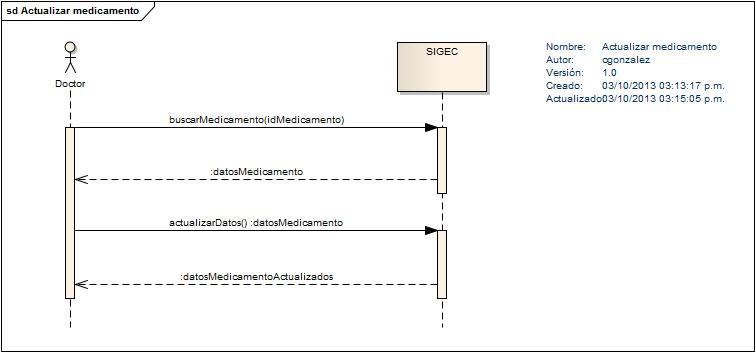 sd Actualizar medicamento
Doctor
SIGEC
Nombre: Actualizar medicamento
Autor: cgonzalez
Versión: 1.0
Creado: 03/10/2013 03:13:17 p.m.
Actualizado03/10/2013 03:15:05 p.m.
buscarMedicamento(idMedicamento)
:datosMedicamento
actualizarDatos() :datosMedicamento
:datosMedicamentoActualizados